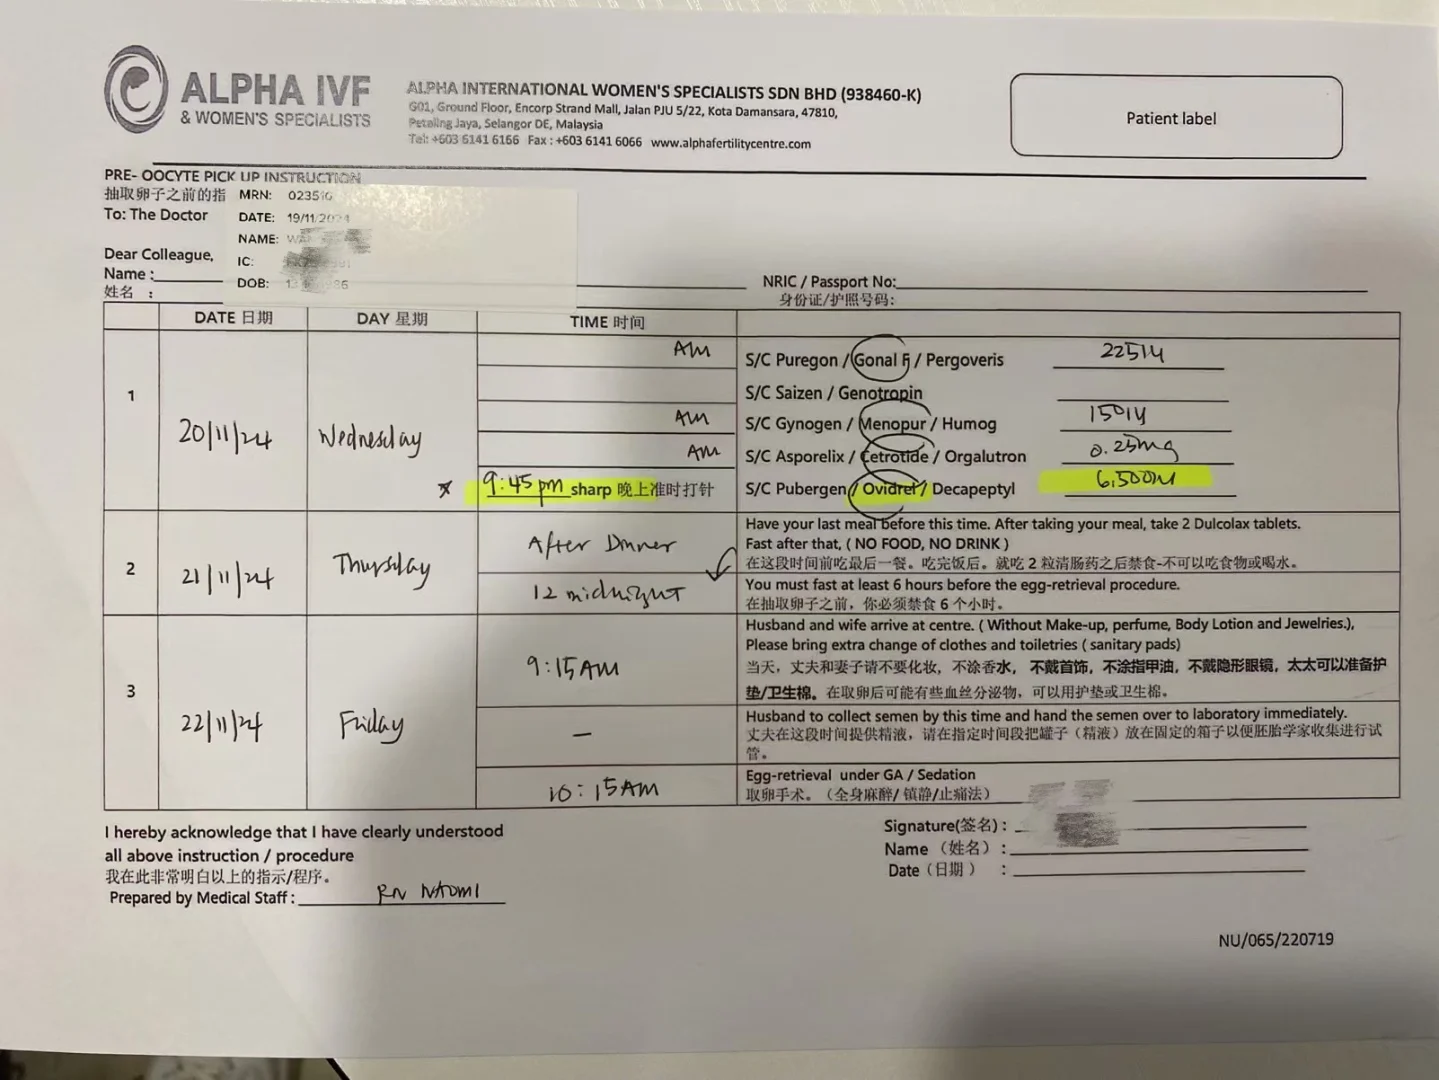 ALPHA IVF
& WOMEN'S SPECIALISTS
ALPHA INTERNATIONAL WOMEN'S SPECIALISTS SDN BHD (938460-K)
G01, Ground Floor, Encorp Strand Mall, Jalan PJU 5/22, Kota Damansara, 47810,
Petaling Jaya, Selangor DE, Malaysia
Tel: +603 6141 6166 Fax : +603 6141 6066 www.alphafertilitycentre.com
Patient label
PRE- OOCYTE PICK UP INSTRUCTION
抽取卵子之前的指
To: The Doctor
MRN: 023510
DATE: 19/11/2024
NAME:
IC:
DOB:
Dear Colleague,
Name :
姓名 :
NRIC / Passport No:
身份证/护照号码:
DATE 日期 DAY 星期 TIME 时间
1 20/11/24 Wednesday
AM S/C Puregon / Gonal F / Pergoveris 225IU
S/C Saizen / Genotropin
AM S/C Gynogen / Menopur / Humog 150IU
AM S/C Asporelix / Cetrotide / Orgalutron 0.25mg
9:45pm sharp 晚上准时打针 S/C Pubergen / Ovidrel / Decapeptyl 6,500IU
2 21/11/24 Thursday
After Dinner Have your last meal before this time. After taking your meal, take 2 Dulcolax tablets.
Fast after that, ( NO FOOD, NO DRINK )
在这段时间前吃最后一餐。吃完饭后。就吃 2 粒清肠药之后禁食-不可以吃食物或喝水。
12 midnight You must fast at least 6 hours before the egg-retrieval procedure.
在抽取卵子之前，你必须禁食 6 个小时。
3 22/11/24 Friday
9:15AM Husband and wife arrive at centre. ( Without Make-up, perfume, Body Lotion and Jewelries.),
Please bring extra change of clothes and toiletries ( sanitary pads)
当天，丈夫和妻子请不要化妆，不涂香水，不戴首饰，不涂指甲油，不戴隐形眼镜，太太可以准备护
垫/卫生棉。在取卵后可能有些血丝分泌物，可以用护垫或卫生棉。
— Husband to collect semen by this time and hand the semen over to laboratory immediately.
丈夫在这段时间提供精液，请在指定时间段把罐子（精液）放在固定的箱子以便胚胎学家收集进行试
管。
10:15AM Egg-retrieval under GA / Sedation
取卵手术。（全身麻醉/ 镇静/止痛法）
I hereby acknowledge that I have clearly understood
all above instruction / procedure
我在此非常明白以上的指示/程序。
Prepared by Medical Staff : RN NAOMI
Signature(签名) :
Name （姓名） :
Date（日期 ） :
NU/065/220719